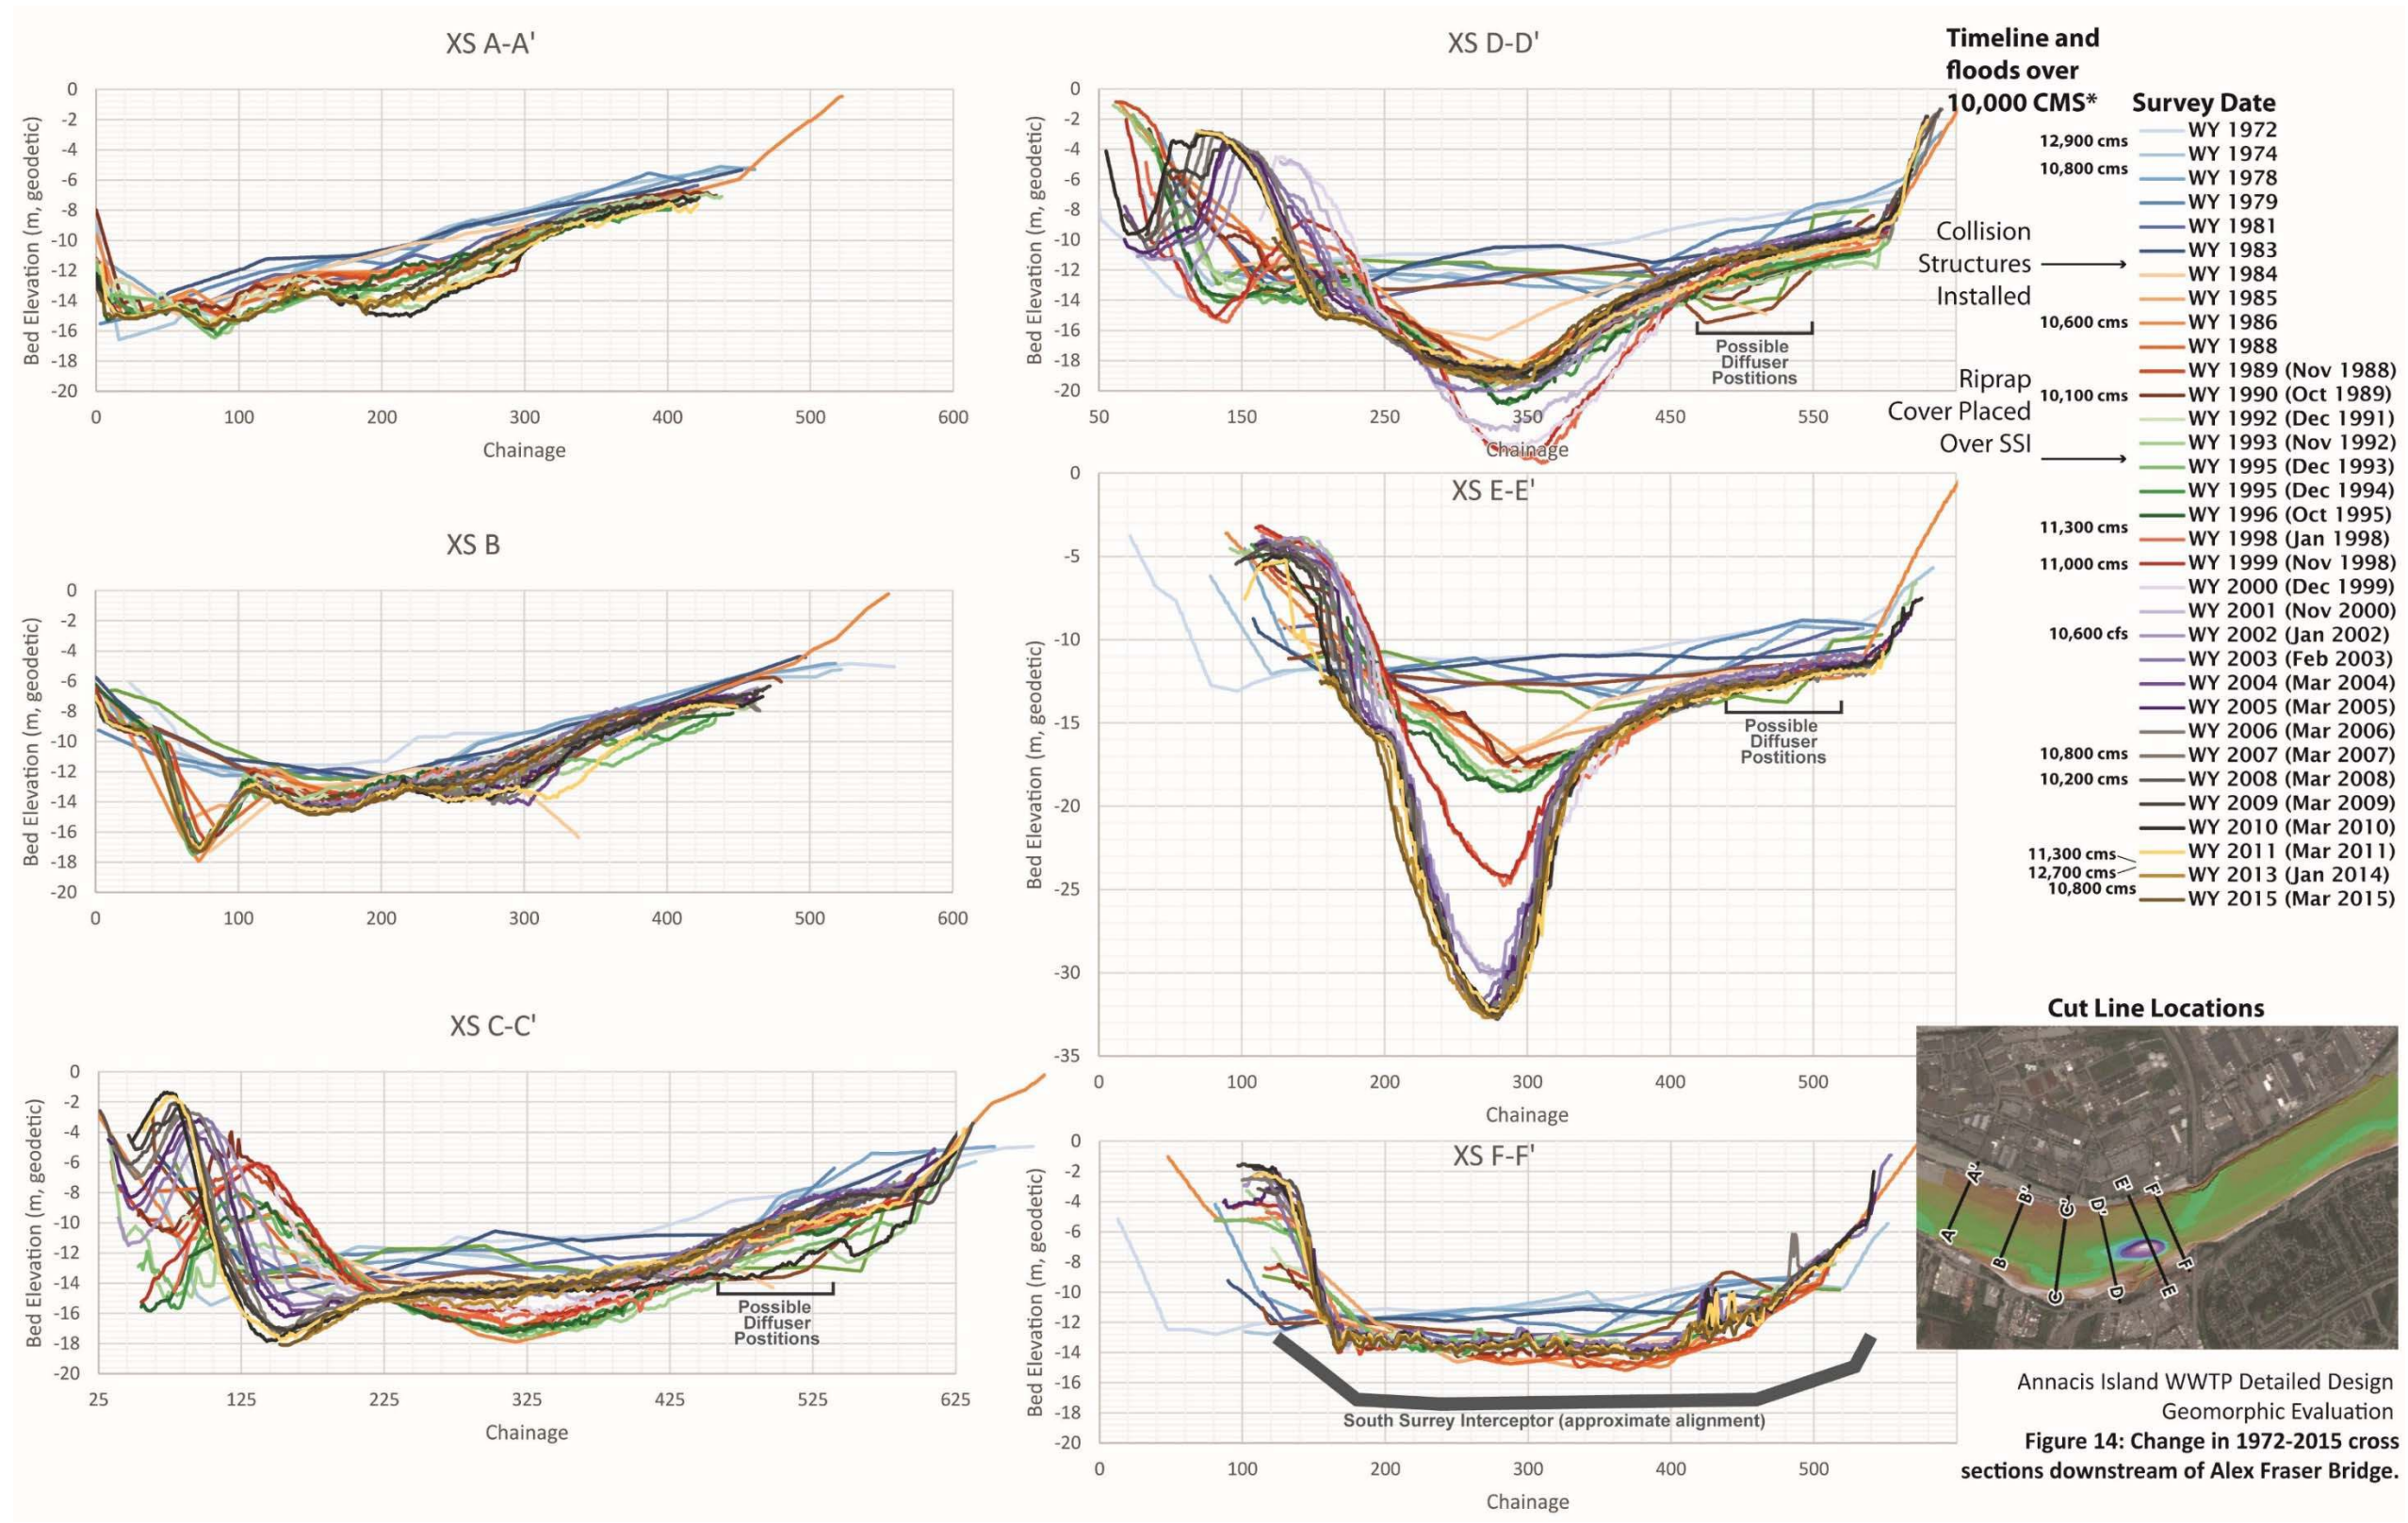 XS A-A'
Bed Elevation (m, geodetic)
0
-2
-4
-6
-8
-10
-12
-14
-16
-18
-20
0 100 200 300 400 500 600
Chainage
XS B
Bed Elevation (m, geodetic)
0
-2
-4
-6
-8
-10
-12
-14
-16
-18
-20
0 100 200 300 400 500 600
XS C-C'
Bed Elevation (m, geodetic)
0
-2
-4
-6
-8
-10
-12
-14
-16
-18
-20
Possible
Diffuser
Postitions
25 125 225 325 425 525 625
Chainage
XS D-D'
Bed Elevation (m, geodetic)
0
-2
-4
-6
-8
-10
-12
-14
-16
-18
-20
Possible
Diffuser
Postitions
50 150 250 350 450 550
Chainage
XS E-E'
Bed Elevation (m, geodetic)
0
-5
-10
-15
-20
-25
-30
-35
Possible
Diffuser
Postitions
0 100 200 300 400 500
Chainage
XS F-F'
Bed Elevation (m, geodetic)
0
-2
-4
-6
-8
-10
-12
-14
-16
-18
-20
South Surrey Interceptor (approximate alignment)
0 100 200 300 400 500
Chainage
Timeline and
floods over
10,000 CMS*
12,900 cms
10,800 cms
Collision
Structures
Installed
10,600 cms
Riprap
Cover Placed
Over SSI
10,100 cms
11,300 cms
11,000 cms
10,600 cfs
10,800 cms
10,200 cms
11,300 cms
12,700 cms
10,800 cms
Survey Date
WY 1972
WY 1974
WY 1978
WY 1979
WY 1981
WY 1983
WY 1984
WY 1985
WY 1986
WY 1988
WY 1989 (Nov 1988)
WY 1990 (Oct 1989)
WY 1992 (Dec 1991)
WY 1993 (Nov 1992)
WY 1995 (Dec 1993)
WY 1995 (Dec 1994)
WY 1996 (Oct 1995)
WY 1998 (Jan 1998)
WY 1999 (Nov 1998)
WY 2000 (Dec 1999)
WY 2001 (Nov 2000)
WY 2002 (Jan 2002)
WY 2003 (Feb 2003)
WY 2004 (Mar 2004)
WY 2005 (Mar 2005)
WY 2006 (Mar 2006)
WY 2007 (Mar 2007)
WY 2008 (Mar 2008)
WY 2009 (Mar 2009)
WY 2010 (Mar 2010)
WY 2011 (Mar 2011)
WY 2013 (Jan 2014)
WY 2015 (Mar 2015)
Cut Line Locations
A' B' C' D' E' F'
A B C D E F
Annacis Island WWTP Detailed Design
Geomorphic Evaluation
Figure 14: Change in 1972-2015 cross
sections downstream of Alex Fraser Bridge.